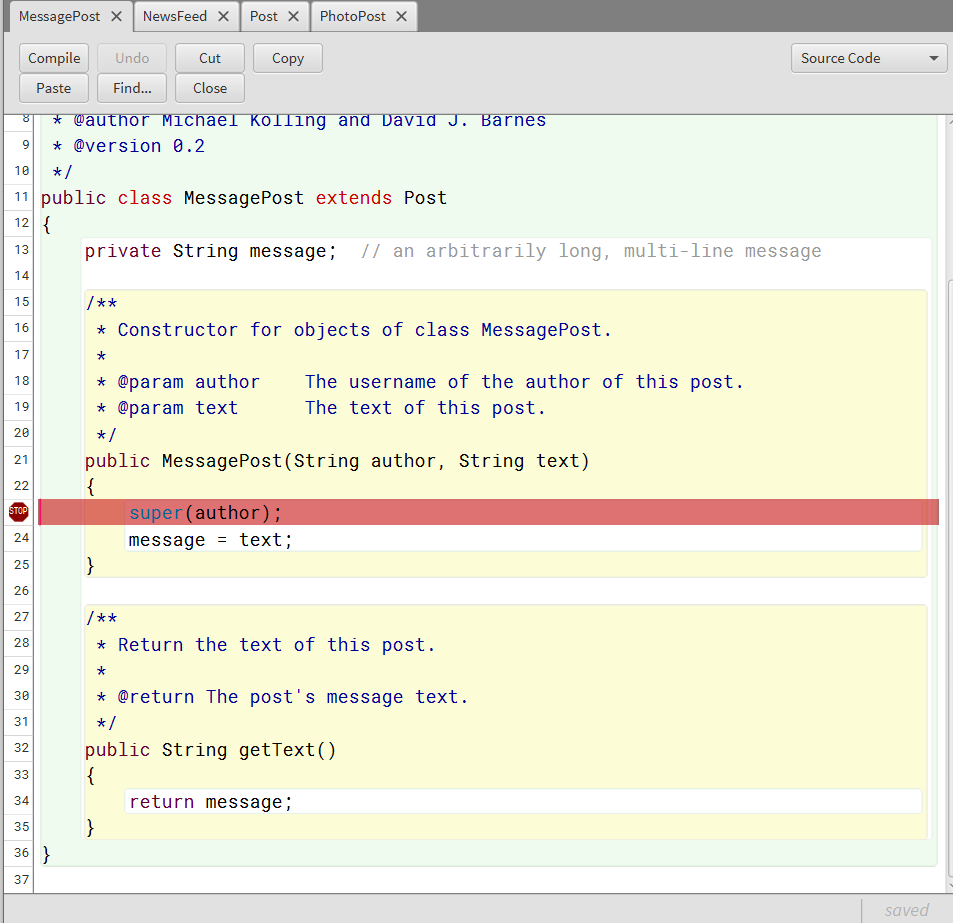 MessagePost NewsFeed Post PhotoPost
Compile Undo Cut Copy Source Code
Paste Find... Close
8 * @author Michael Kölling and David J. Barnes
9 * @version 0.2
10 */
11 public class MessagePost extends Post
12 {
13 private String message; // an arbitrarily long, multi-line message
14
15 /**
16 * Constructor for objects of class MessagePost.
17 *
18 * @param author The username of the author of this post.
19 * @param text The text of this post.
20 */
21 public MessagePost(String author, String text)
22 {
STOP super(author);
24 message = text;
25 }
26
27 /**
28 * Return the text of this post.
29 *
30 * @return The post's message text.
31 */
32 public String getText()
33 {
34 return message;
35 }
36 }
37
saved